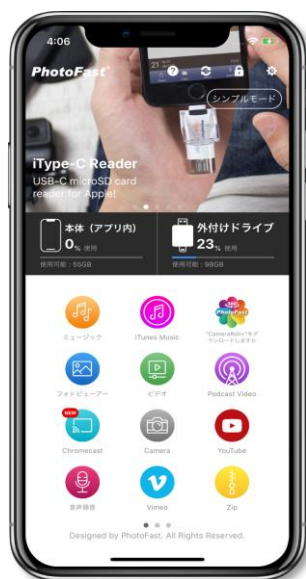 4:06
PhotoFast
シンプルモード
iType-C Reader
USB-C microSD card
reader for Apple!
本体（アプリ内）
0% 使用
使用可能：55GB
外付けドライブ
23% 使用
使用可能：98GB
ミュージック
iTunes Music
PhotoFast
"CameraRoll+"をダ
ウンロードしますか
フォトビューアー
ビデオ
Podcast Video
NEW
Chromecast
Camera
YouTube
音声録音
Vimeo
Zip
Designed by PhotoFast. All Rights Reserved.